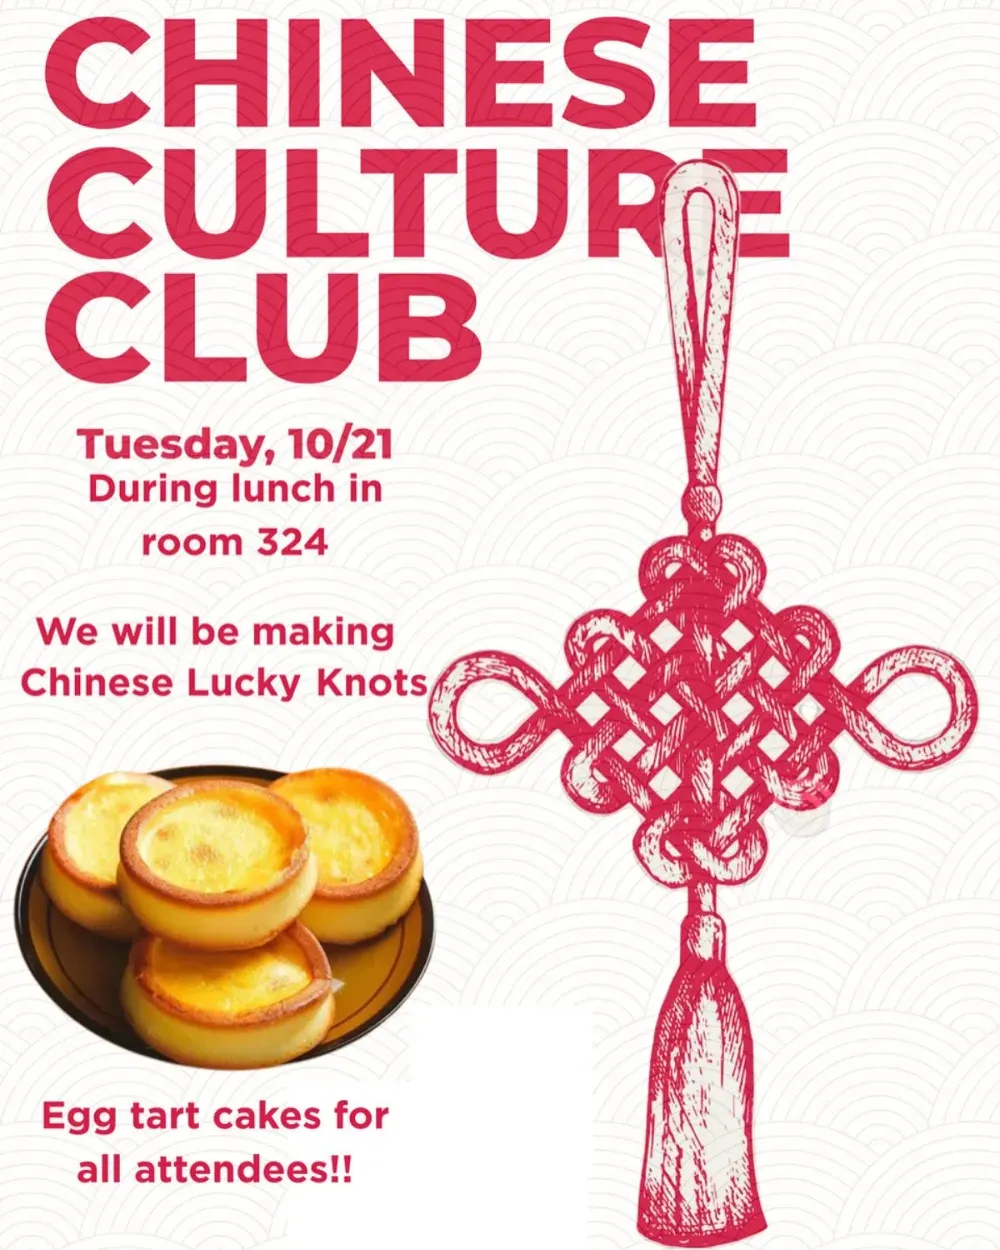 CHINESE
CULTURE
CLUB
Tuesday, 10/21
During lunch in
room 324
We will be making
Chinese Lucky Knots
Egg tart cakes for
all attendees!!